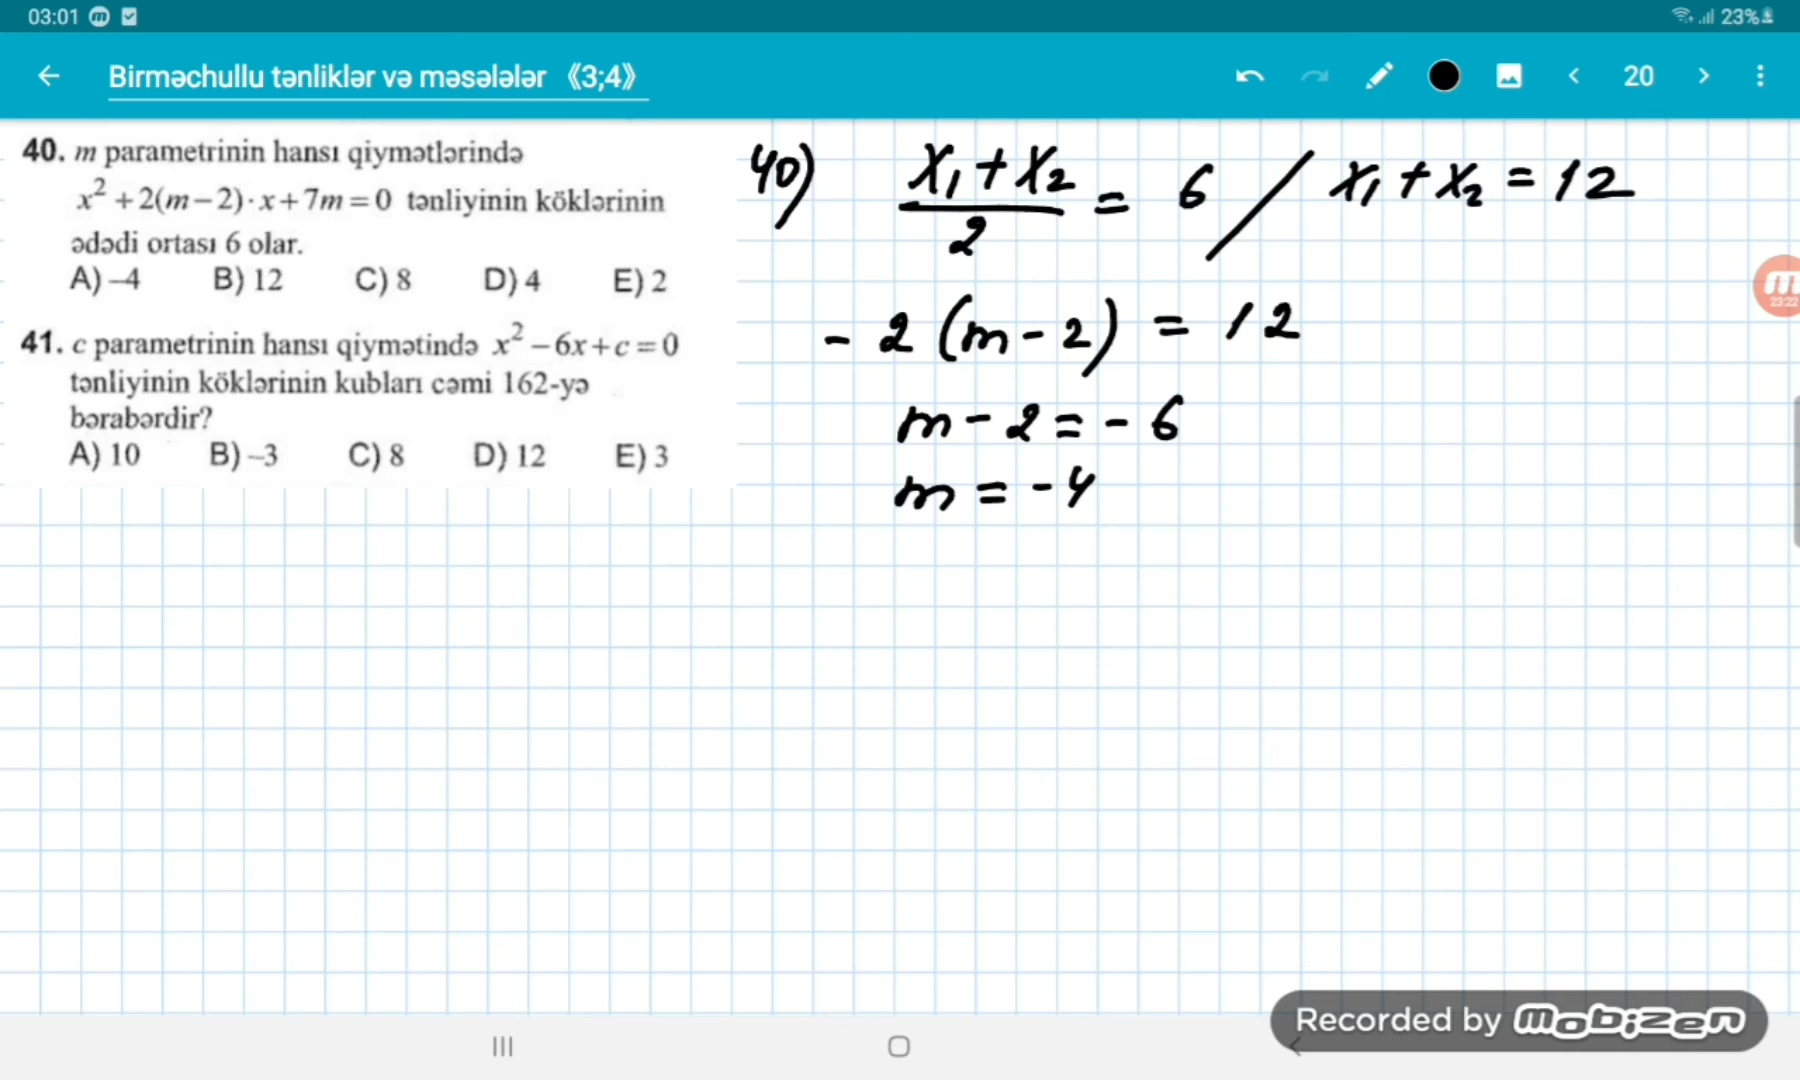 03:01
23%
Birməchullu tənliklər və məsələlər 《3;4》
20
40. m parametrinin hansı qiymətlərində
x² + 2(m − 2) · x + 7m = 0 tənliyinin köklərinin
ədədi ortası 6 olar.
A) –4 B) 12 C) 8 D) 4 E) 2
41. c parametrinin hansı qiymətində x² − 6x + c = 0
tənliyinin köklərinin kubları cəmi 162-yə
bərabərdir?
A) 10 B) –3 C) 8 D) 12 E) 3
40) (x₁ + x₂)/2 = 6 / x₁ + x₂ = 12
- 2 (m - 2) = 12
m - 2 = - 6
m = - 4
23:22
Recorded by mobizen